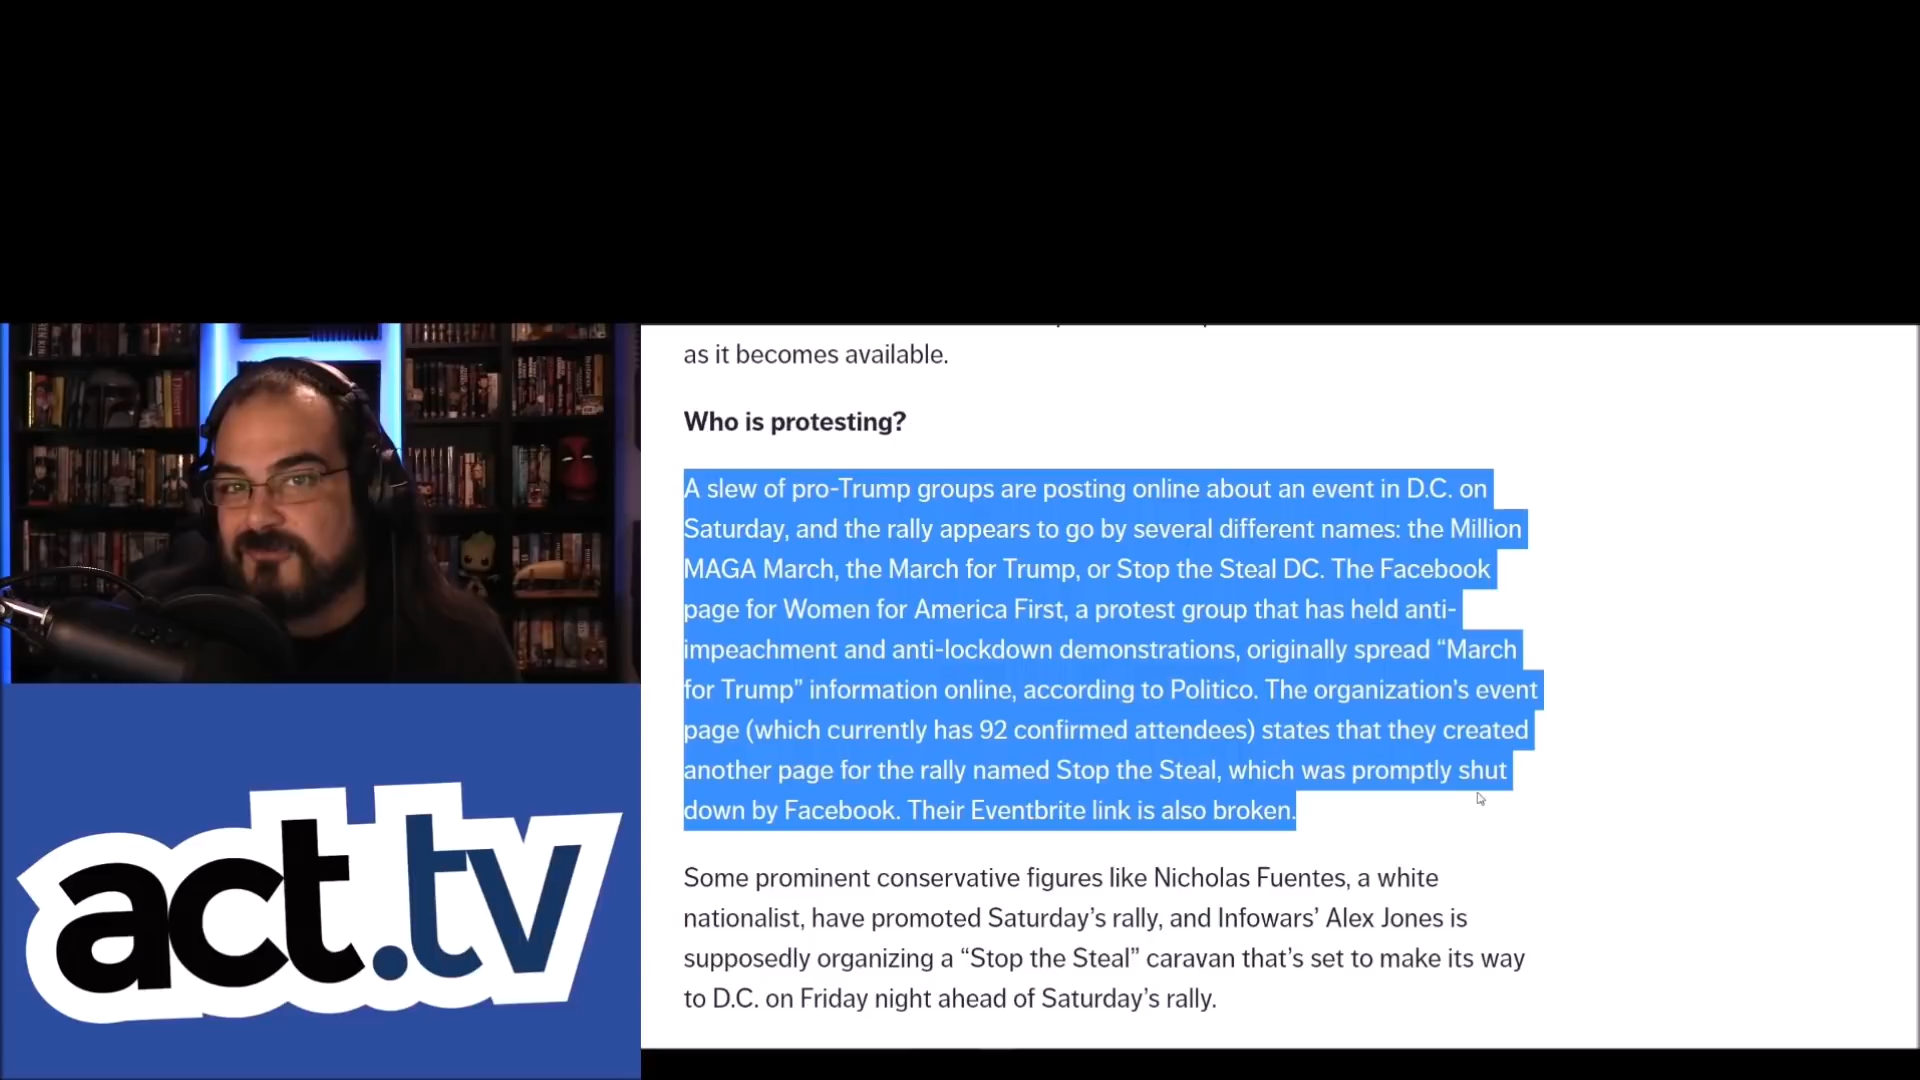 as it becomes available.
Who is protesting?
A slew of pro-Trump groups are posting online about an event in D.C. on
Saturday, and the rally appears to go by several different names: the Million
MAGA March, the March for Trump, or Stop the Steal DC. The Facebook
page for Women for America First, a protest group that has held anti-
impeachment and anti-lockdown demonstrations, originally spread “March
for Trump” information online, according to Politico. The organization’s event
page (which currently has 92 confirmed attendees) states that they created
another page for the rally named Stop the Steal, which was promptly shut
down by Facebook. Their Eventbrite link is also broken.
Some prominent conservative figures like Nicholas Fuentes, a white
nationalist, have promoted Saturday’s rally, and Infowars’ Alex Jones is
supposedly organizing a “Stop the Steal” caravan that’s set to make its way
to D.C. on Friday night ahead of Saturday’s rally.
act.tv